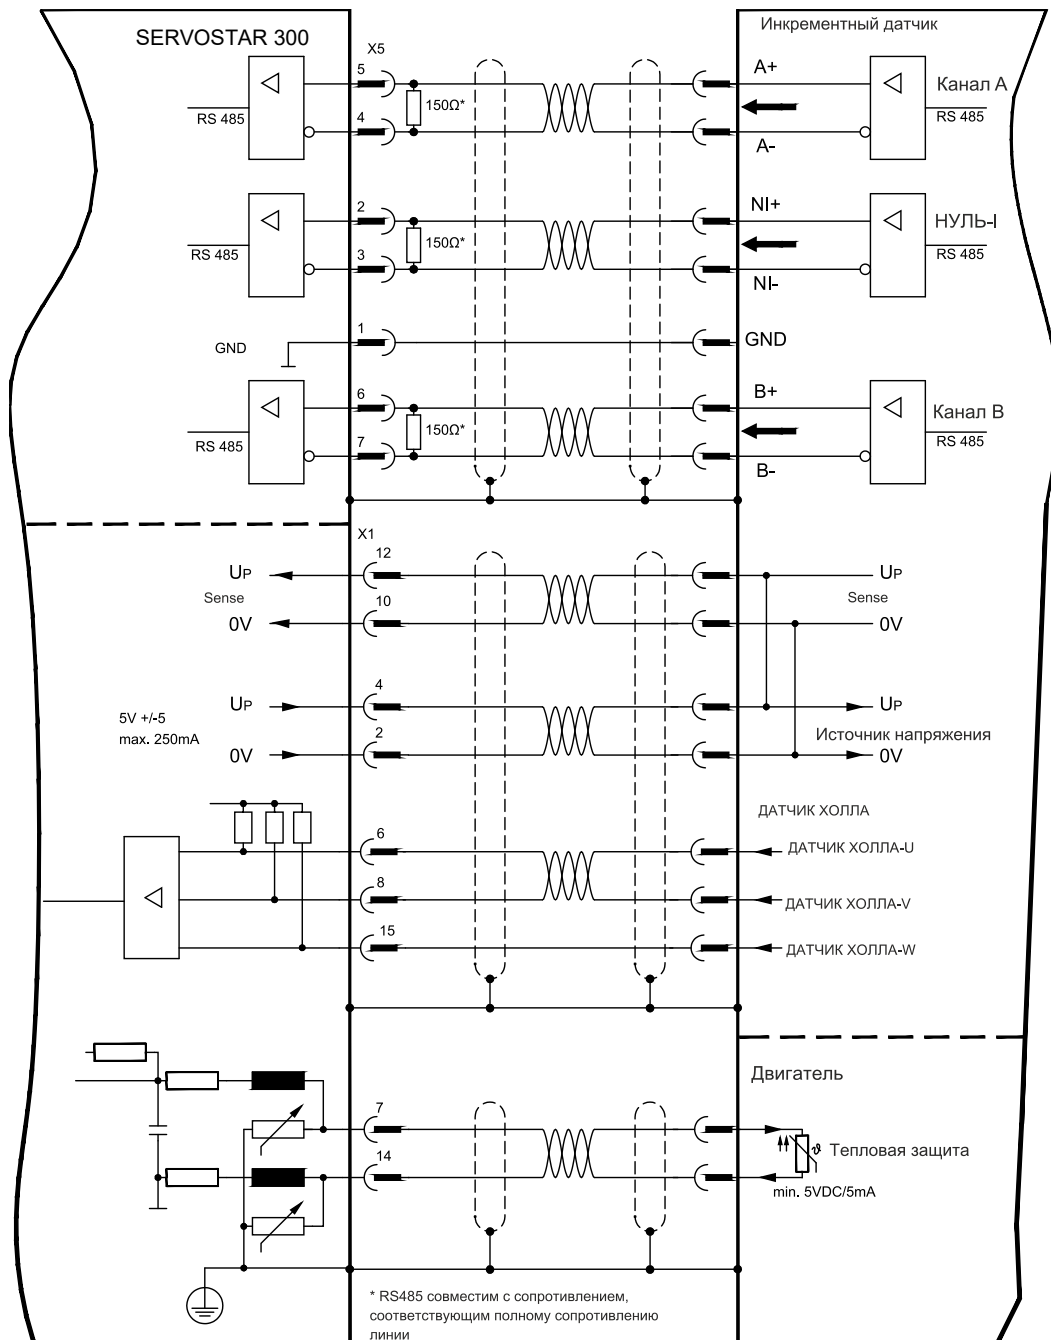 SERVOSTAR 300
X5
Инкрементный датчик
5
A+
Канал A
150Ω*
RS 485
RS 485
4
A-
2
NI+
НУЛЬ-I
150Ω*
RS 485
RS 485
3
NI-
1
GND
GND
6
B+
Канал B
150Ω*
RS 485
RS 485
7
B-
X1
12
UP
UP
Sense
Sense
10
0V
0V
4
UP
UP
5V +/-5
max. 250mA
Источник напряжения
2
0V
0V
ДАТЧИК ХОЛЛА
6
ДАТЧИК ХОЛЛА-U
8
ДАТЧИК ХОЛЛА-V
15
ДАТЧИК ХОЛЛА-W
Двигатель
7
ϑ Тепловая защита
14
min. 5VDC/5mA
* RS485 совместим с сопротивлением,
соответствующим полному сопротивлению
линии